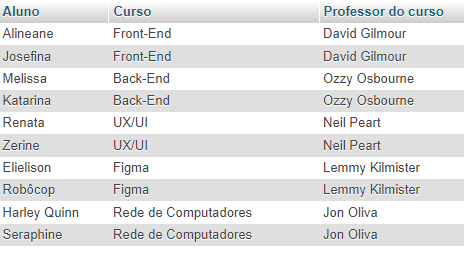 Aluno Curso Professor do curso
Alineane Front-End David Gilmour
Josefina Front-End David Gilmour
Melissa Back-End Ozzy Osbourne
Katarina Back-End Ozzy Osbourne
Renata UX/UI Neil Peart
Zerine UX/UI Neil Peart
Elielison Figma Lemmy Kilmister
Robôcop Figma Lemmy Kilmister
Harley Quinn Rede de Computadores Jon Oliva
Seraphine Rede de Computadores Jon Oliva